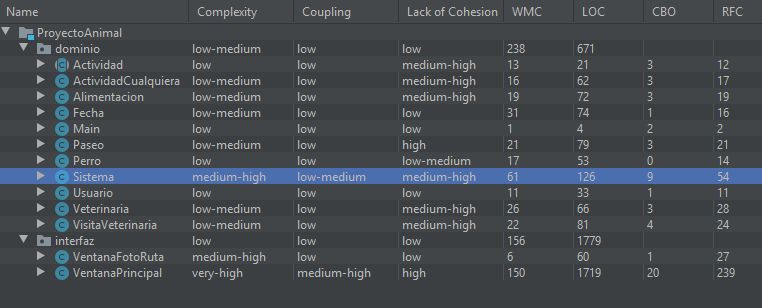 Name Complexity Coupling Lack of Cohesion WMC LOC CBO RFC
ProyectoAnimal
dominio low-medium low low 238 671
Actividad low low medium-high 13 21 3 12
ActividadCualquiera low-medium low medium-high 16 62 3 17
Alimentacion low-medium low medium-high 19 72 3 19
Fecha low-medium low low 31 74 1 16
Main low low low 1 4 2 2
Paseo low-medium low high 21 79 3 21
Perro low low low-medium 17 53 0 14
Sistema medium-high low-medium medium-high 61 126 9 54
Usuario low low low 11 33 1 11
Veterinaria low-medium low medium-high 26 66 3 28
VisitaVeterinaria low-medium low medium-high 22 81 4 24
interfaz low low low 156 1779
VentanaFotoRuta medium-high low low 6 60 1 27
VentanaPrincipal very-high medium-high high 150 1719 20 239